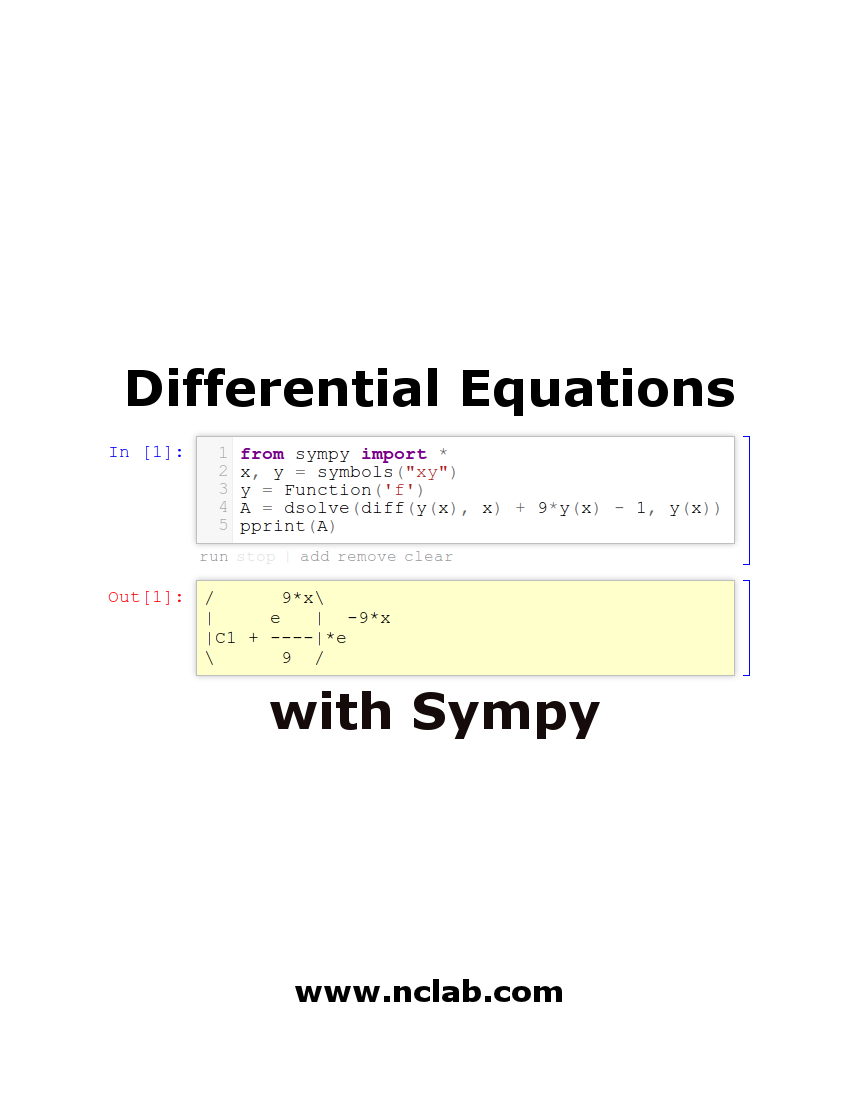 Differential Equations
In [1]:
1 from sympy import *
2 x, y = symbols("xy")
3 y = Function('f')
4 A = dsolve(diff(y(x), x) + 9*y(x) - 1, y(x))
5 pprint(A)
run stop | add remove clear
Out[1]:
/      9*x\
|     e   |  -9*x
|C1 + ----|*e
\      9  /
with Sympy
www.nclab.com